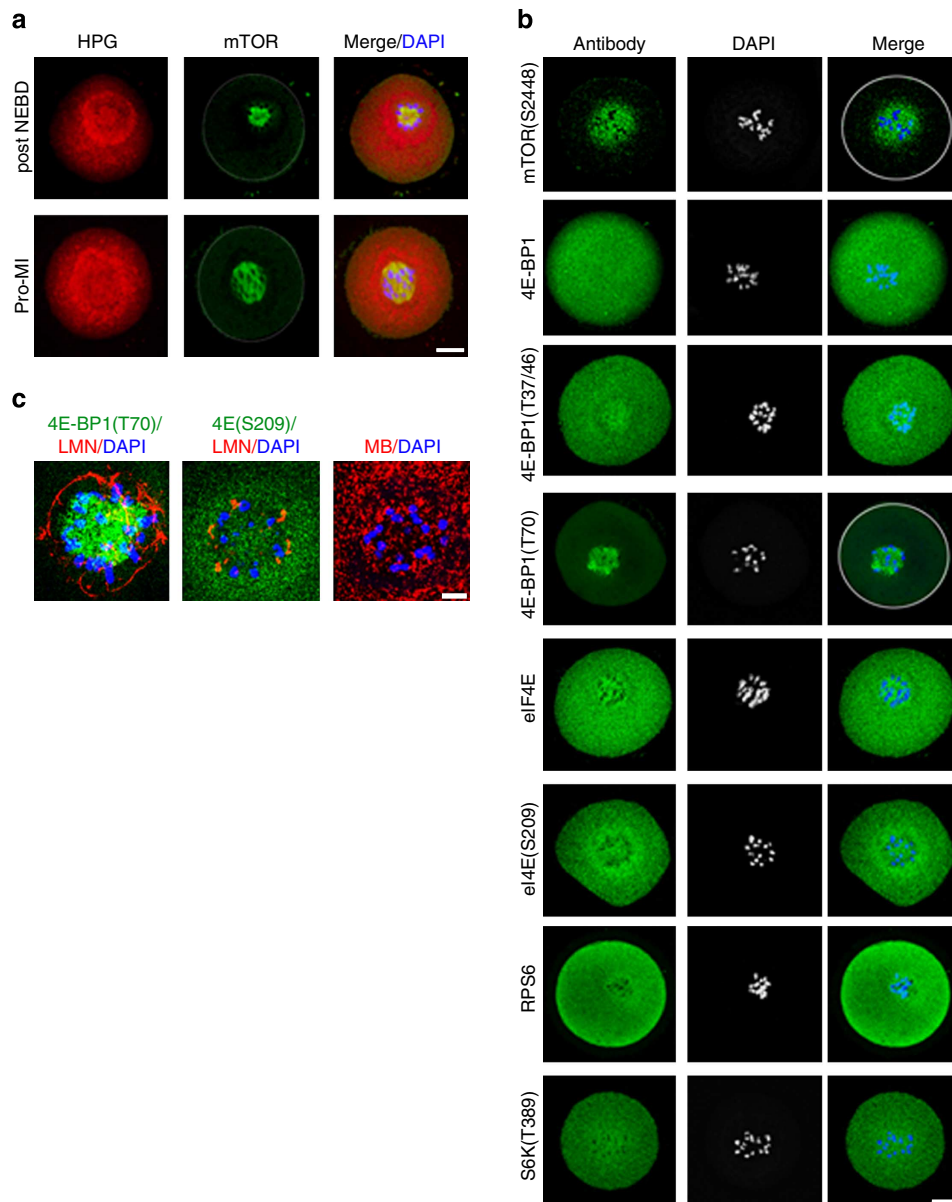 a
HPG mTOR Merge/DAPI
post NEBD
Pro-MI
b
Antibody DAPI Merge
mTOR(S2448)
4E-BP1
4E-BP1(T37/46)
4E-BP1(T70)
eIF4E
eI4E(S209)
RPS6
S6K(T389)
c
4E-BP1(T70)/
LMN/DAPI
4E(S209)/
LMN/DAPI
MB/DAPI